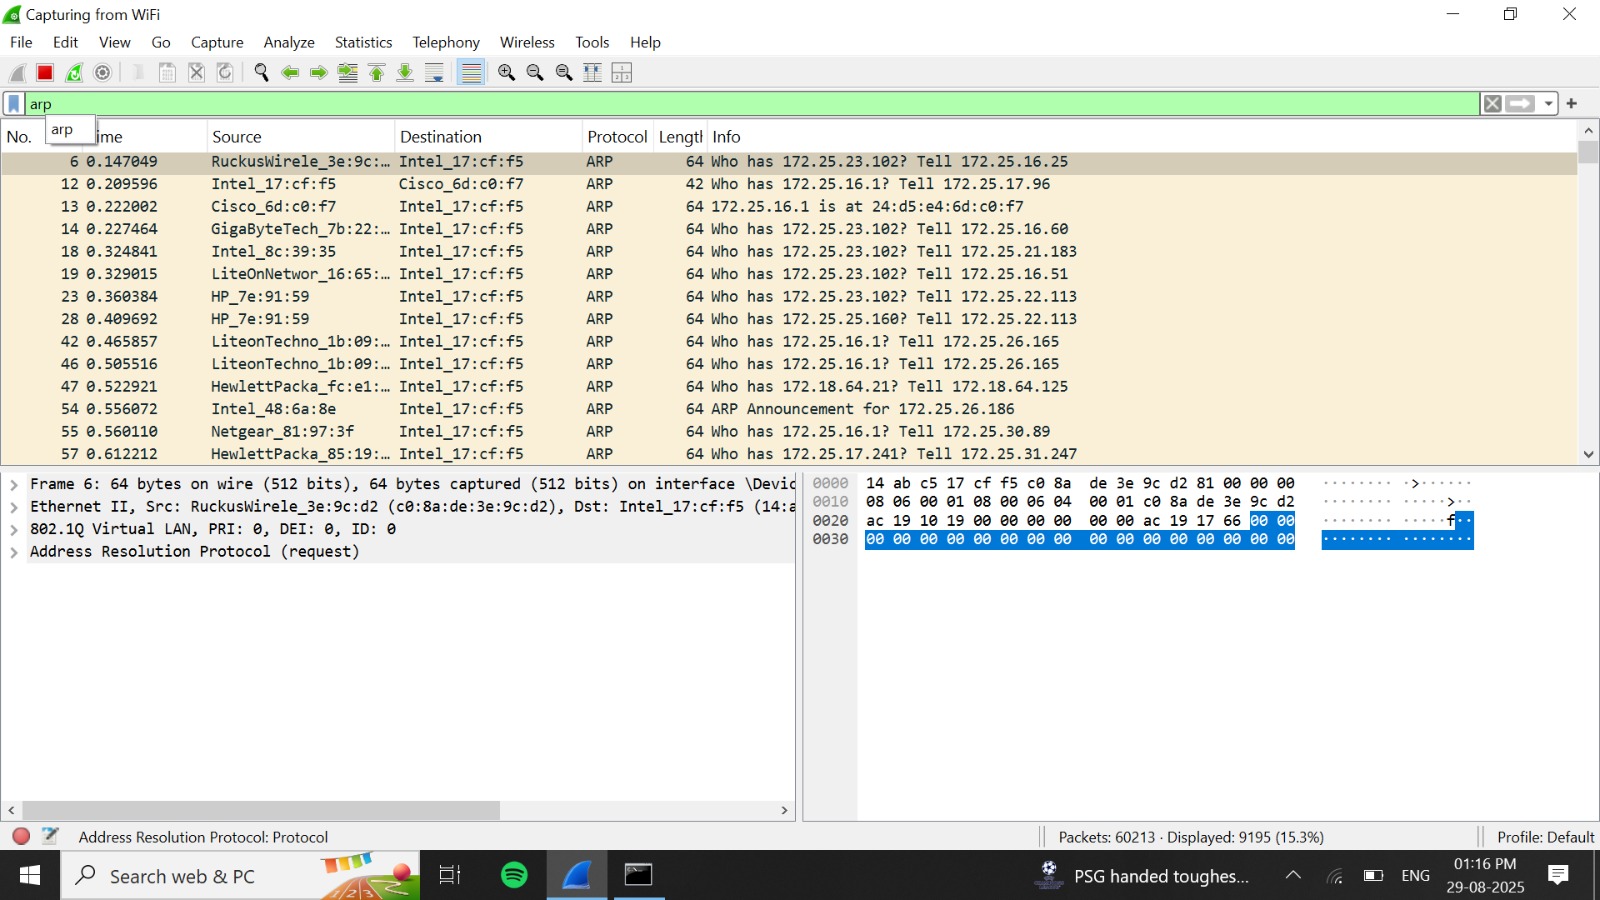 Capturing from WiFi
File Edit View Go Capture Analyze Statistics Telephony Wireless Tools Help
arp
arp
No. ime Source Destination Protocol Length Info
6 0.147049 RuckusWirele_3e:9c:… Intel_17:cf:f5 ARP 64 Who has 172.25.23.102? Tell 172.25.16.25
12 0.209596 Intel_17:cf:f5 Cisco_6d:c0:f7 ARP 42 Who has 172.25.16.1? Tell 172.25.17.96
13 0.222002 Cisco_6d:c0:f7 Intel_17:cf:f5 ARP 64 172.25.16.1 is at 24:d5:e4:6d:c0:f7
14 0.227464 GigaByteTech_7b:22:… Intel_17:cf:f5 ARP 64 Who has 172.25.23.102? Tell 172.25.16.60
18 0.324841 Intel_8c:39:35 Intel_17:cf:f5 ARP 64 Who has 172.25.23.102? Tell 172.25.21.183
19 0.329015 LiteOnNetwor_16:65:… Intel_17:cf:f5 ARP 64 Who has 172.25.23.102? Tell 172.25.16.51
23 0.360384 HP_7e:91:59 Intel_17:cf:f5 ARP 64 Who has 172.25.23.102? Tell 172.25.22.113
28 0.409692 HP_7e:91:59 Intel_17:cf:f5 ARP 64 Who has 172.25.25.160? Tell 172.25.22.113
42 0.465857 LiteonTechno_1b:09:… Intel_17:cf:f5 ARP 64 Who has 172.25.16.1? Tell 172.25.26.165
46 0.505516 LiteonTechno_1b:09:… Intel_17:cf:f5 ARP 64 Who has 172.25.16.1? Tell 172.25.26.165
47 0.522921 HewlettPacka_fc:e1:… Intel_17:cf:f5 ARP 64 Who has 172.18.64.21? Tell 172.18.64.125
54 0.556072 Intel_48:6a:8e Intel_17:cf:f5 ARP 64 ARP Announcement for 172.25.26.186
55 0.560110 Netgear_81:97:3f Intel_17:cf:f5 ARP 64 Who has 172.25.16.1? Tell 172.25.30.89
57 0.612212 HewlettPacka_85:19:… Intel_17:cf:f5 ARP 64 Who has 172.25.17.241? Tell 172.25.31.247
Frame 6: 64 bytes on wire (512 bits), 64 bytes captured (512 bits) on interface \Devic
Ethernet II, Src: RuckusWirele_3e:9c:d2 (c0:8a:de:3e:9c:d2), Dst: Intel_17:cf:f5 (14:a
802.1Q Virtual LAN, PRI: 0, DEI: 0, ID: 0
Address Resolution Protocol (request)
0000 14 ab c5 17 cf f5 c0 8a de 3e 9c d2 81 00 00 00 ········ ·>······
0010 08 06 00 01 08 00 06 04 00 01 c0 8a de 3e 9c d2 ········ ·····>··
0020 ac 19 10 19 00 00 00 00 00 00 ac 19 17 66 00 00 ········ ·····f··
0030 00 00 00 00 00 00 00 00 00 00 00 00 00 00 00 00 ········ ········
Address Resolution Protocol: Protocol Packets: 60213 · Displayed: 9195 (15.3%) Profile: Default
Search web & PC
PSG handed toughes...
ENG
01:16 PM
29-08-2025